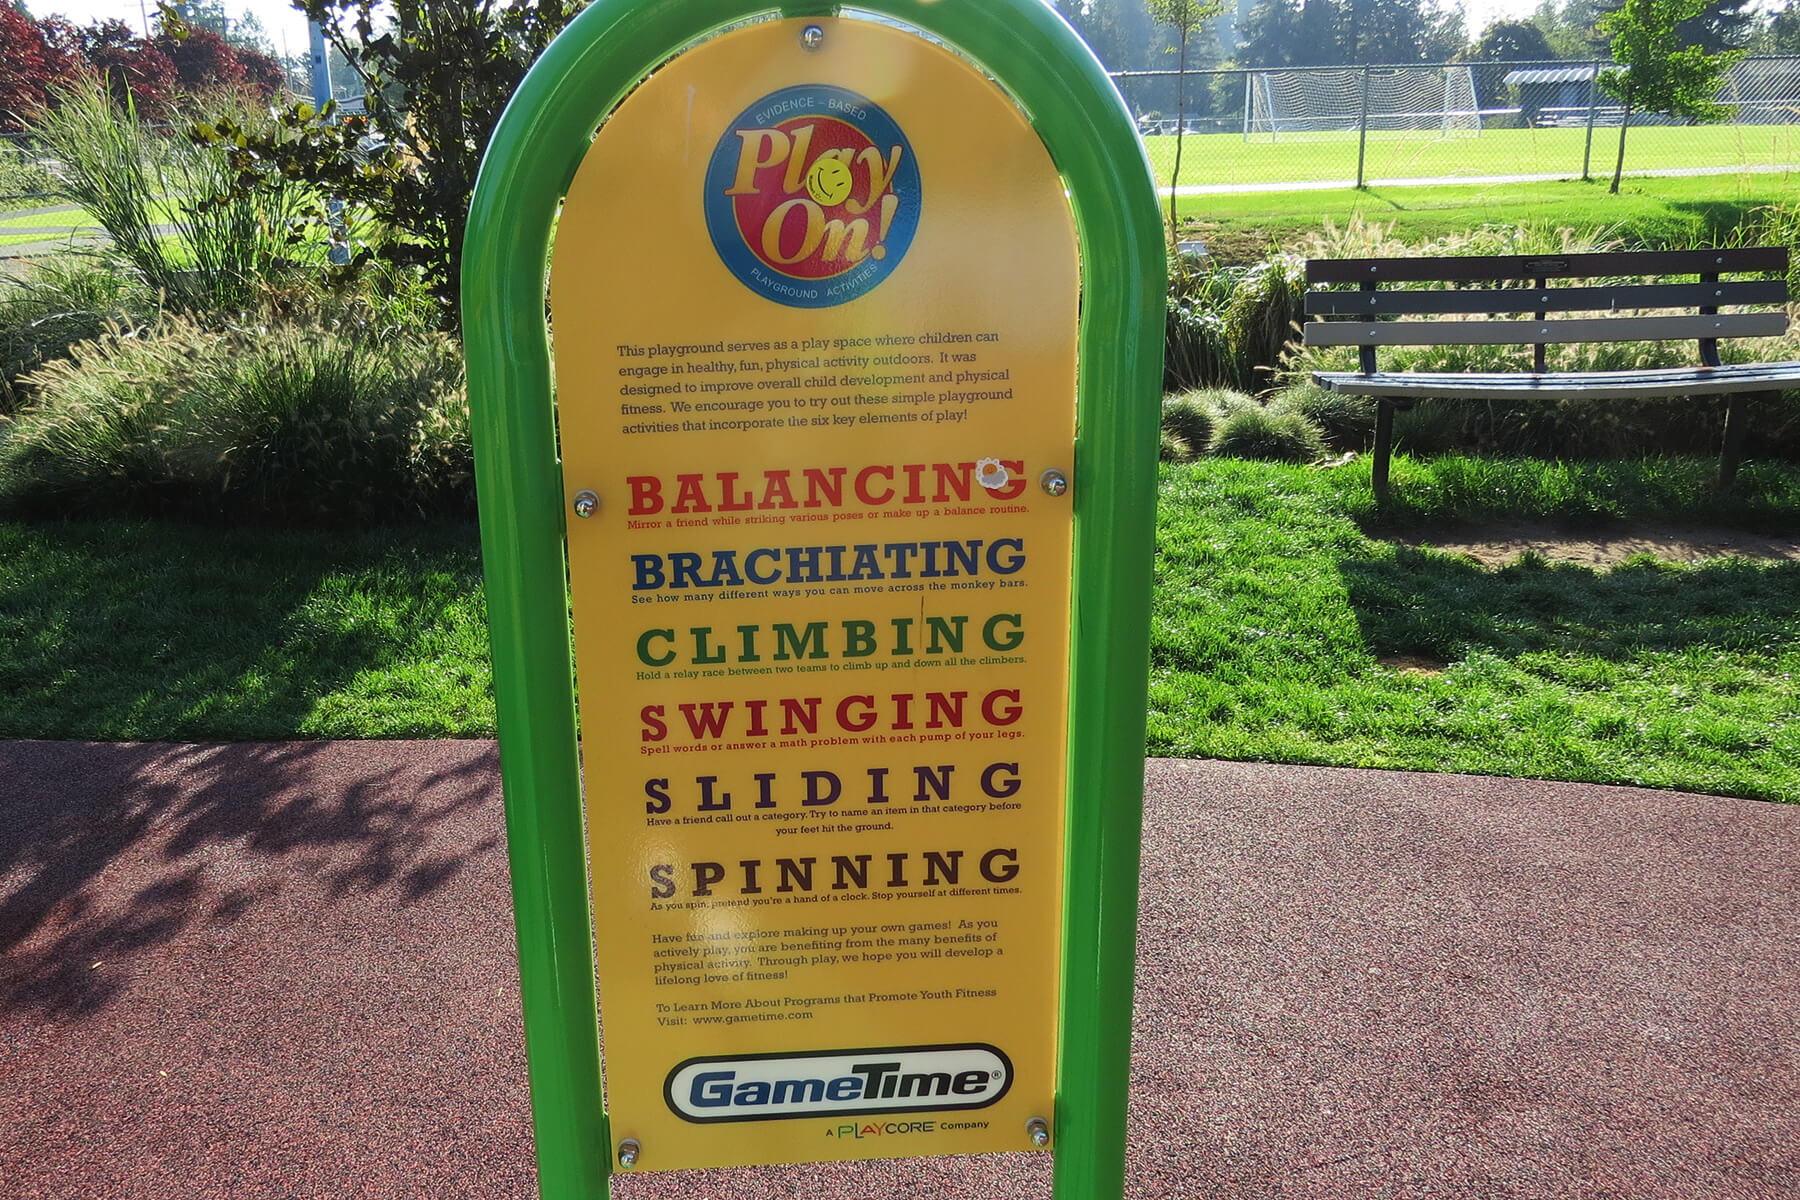 EVIDENCE – BASED
Play
On!
PLAYGROUND ACTIVITIES
This playground serves as a play space where children can
engage in healthy, fun, physical activity outdoors. It was
designed to improve overall child development and physical
fitness. We encourage you to try out these simple playground
activities that incorporate the six key elements of play!
BALANCING
Mirror a friend while striking various poses or make up a balance routine.
BRACHIATING
See how many different ways you can move across the monkey bars.
CLIMBING
Hold a relay race between two teams to climb up and down all the climbers.
SWINGING
Spell words or answer a math problem with each pump of your legs.
SLIDING
Have a friend call out a category. Try to name an item in that category before
your feet hit the ground.
SPINNING
As you spin, pretend you're a hand of a clock. Stop yourself at different times.
Have fun and explore making up your own games! As you
actively play, you are benefiting from the many benefits of
physical activity. Through play, we hope you will develop a
lifelong love of fitness!
To Learn More About Programs that Promote Youth Fitness
Visit: www.gametime.com
GameTime®
A PLAYCORE Company